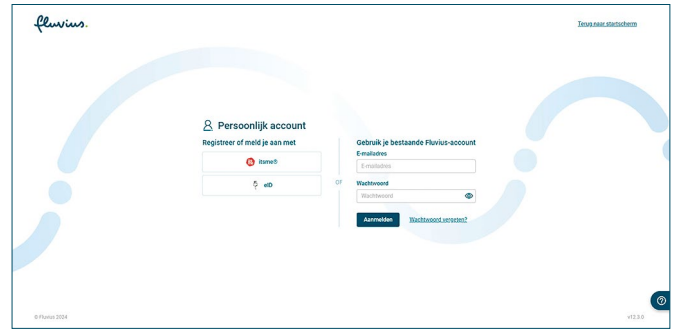 fluvius.
Terug naar startscherm
Persoonlijk account
Registreer of meld je aan met
itsme®
eID
OF
Gebruik je bestaande Fluvius-account
E-mailadres
E-mailadres
Wachtwoord
Wachtwoord
Aanmelden
Wachtwoord vergeten?
© Fluvius 2024
v12.3.0